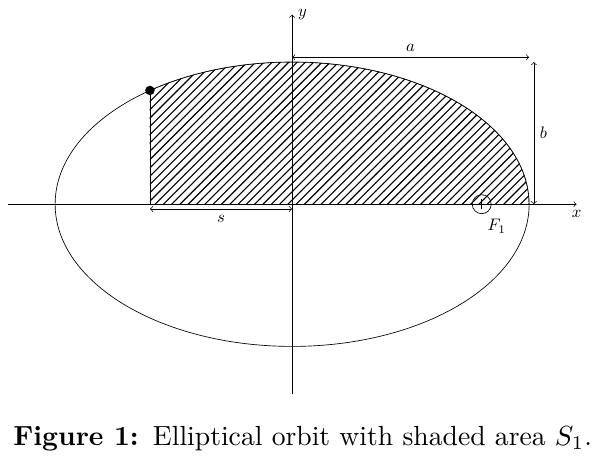 y
a
b
s
x
F₁
Figure 1: Elliptical orbit with shaded area S₁.